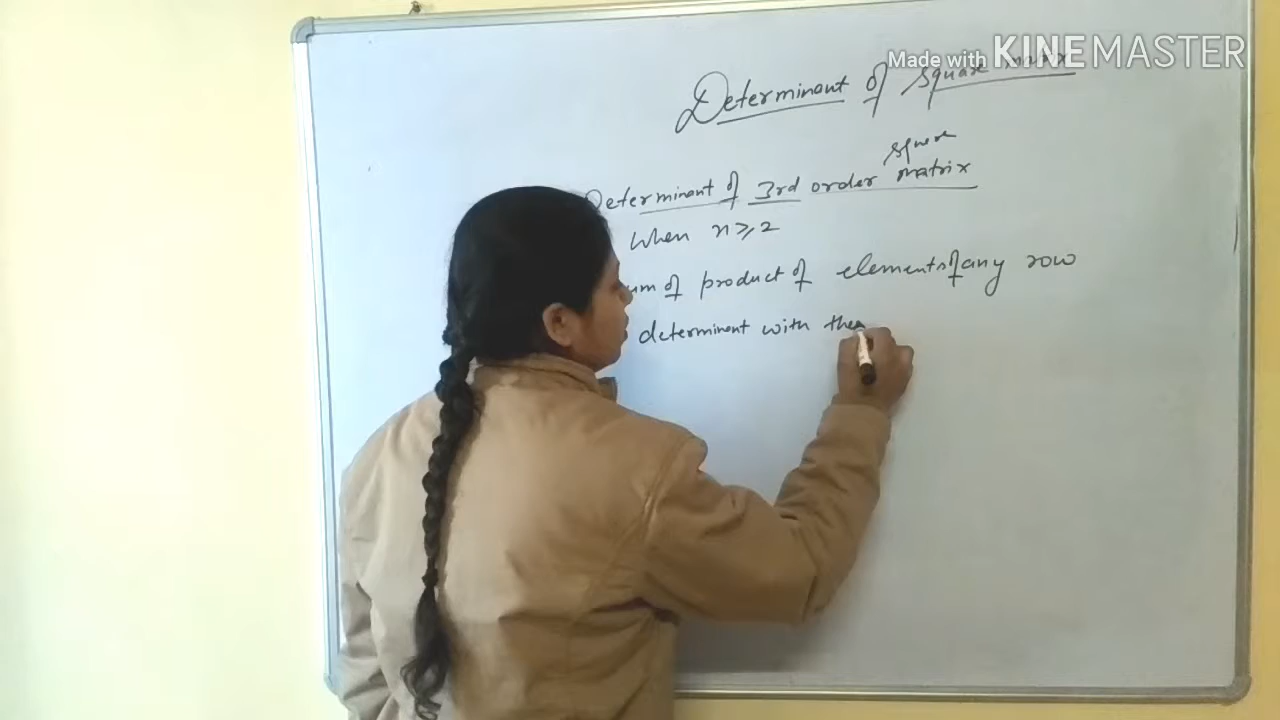 Made with KINEMASTER
Determinant of square
Determinant of 3rd order square matrix
When n ⩾ 2
um of product of elements of any row
determinent with the